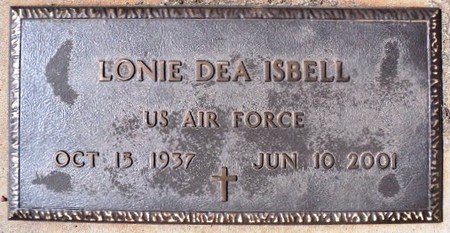 LONIE DEA ISBELL
US AIR FORCE
OCT 13 1937 JUN 10 2001